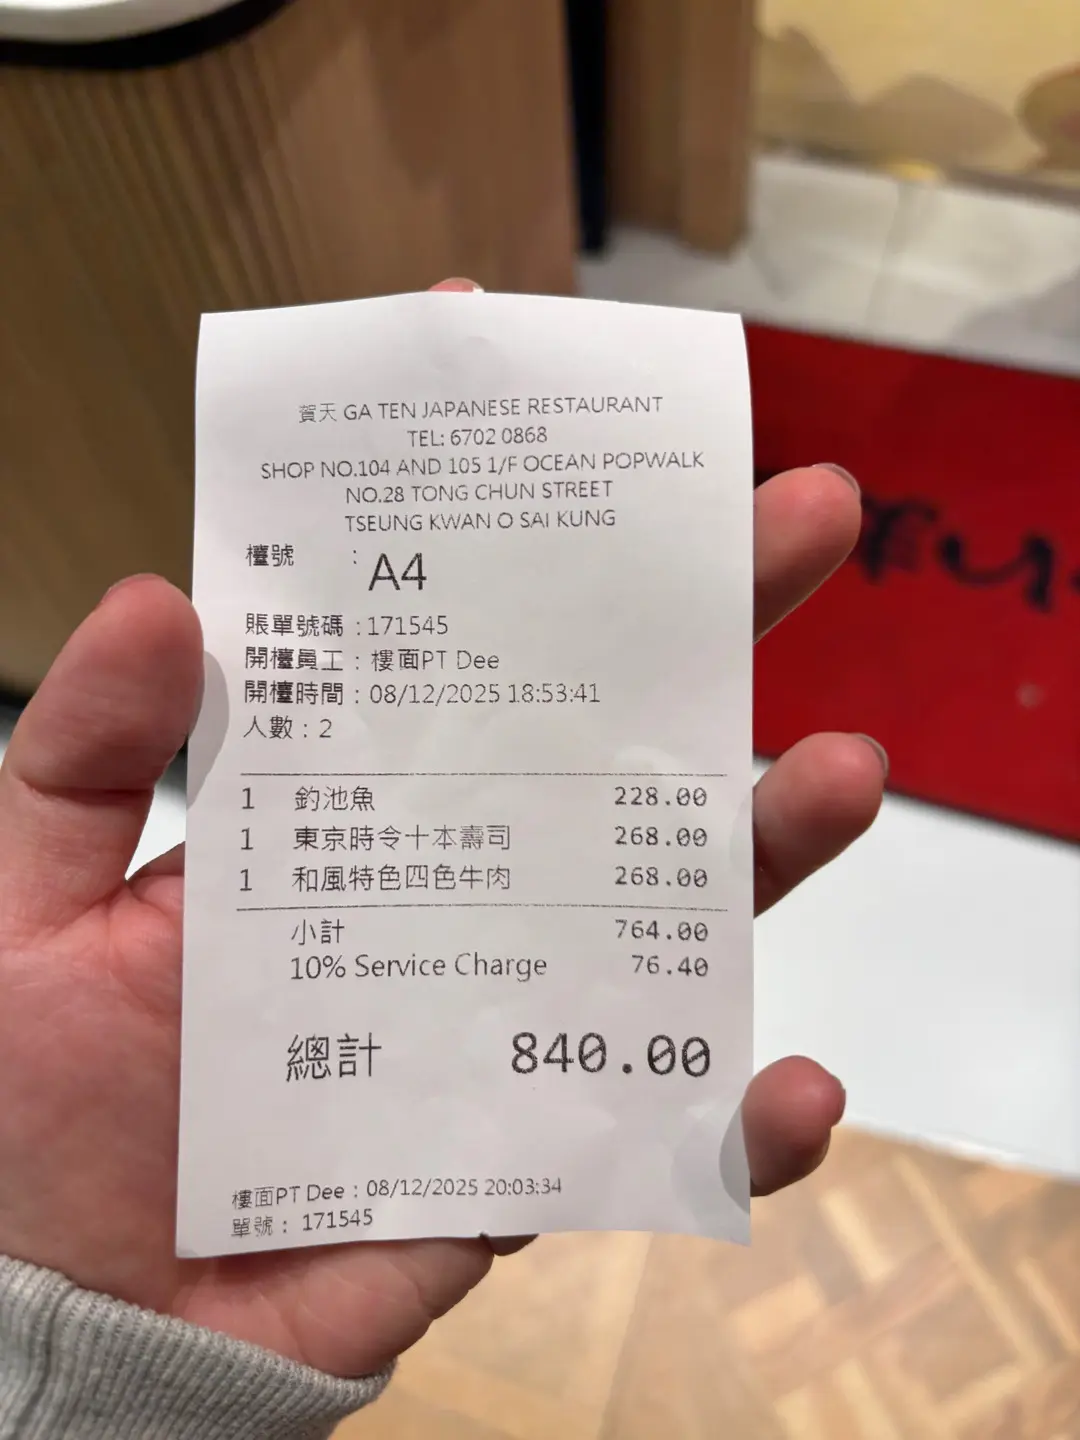 賀天 GA TEN JAPANESE RESTAURANT
TEL: 6702 0868
SHOP NO.104 AND 105 1/F OCEAN POPWALK
NO.28 TONG CHUN STREET
TSEUNG KWAN O SAI KUNG
檯號 : A4
賬單號碼 : 171545
開檯員工 : 樓面PT Dee
開檯時間 : 08/12/2025 18:53:41
人數 : 2
1 釣池魚 228.00
1 東京時令十本壽司 268.00
1 和風特色四色牛肉 268.00
小計 764.00
10% Service Charge 76.40
總計 840.00
樓面PT Dee : 08/12/2025 20:03:34
單號 : 171545